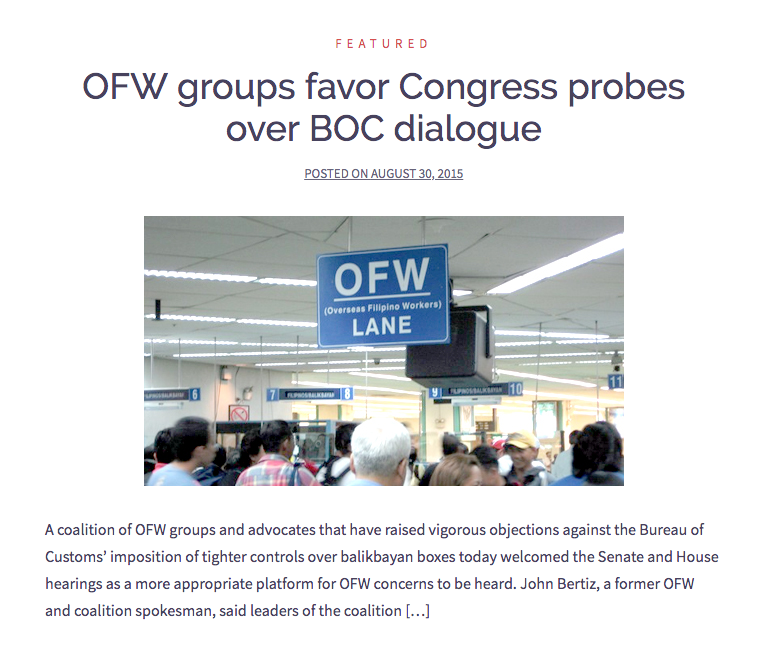 FEATURED
OFW groups favor Congress probes
over BOC dialogue
POSTED ON AUGUST 30, 2015
OFW
(Overseas Filipino Workers)
LANE
6
7
8
9
FILIPINOS/BALIKBAYAN
10
11
A coalition of OFW groups and advocates that have raised vigorous objections against the Bureau of
Customs’ imposition of tighter controls over balikbayan boxes today welcomed the Senate and House
hearings as a more appropriate platform for OFW concerns to be heard. John Bertiz, a former OFW
and coalition spokesman, said leaders of the coalition […]